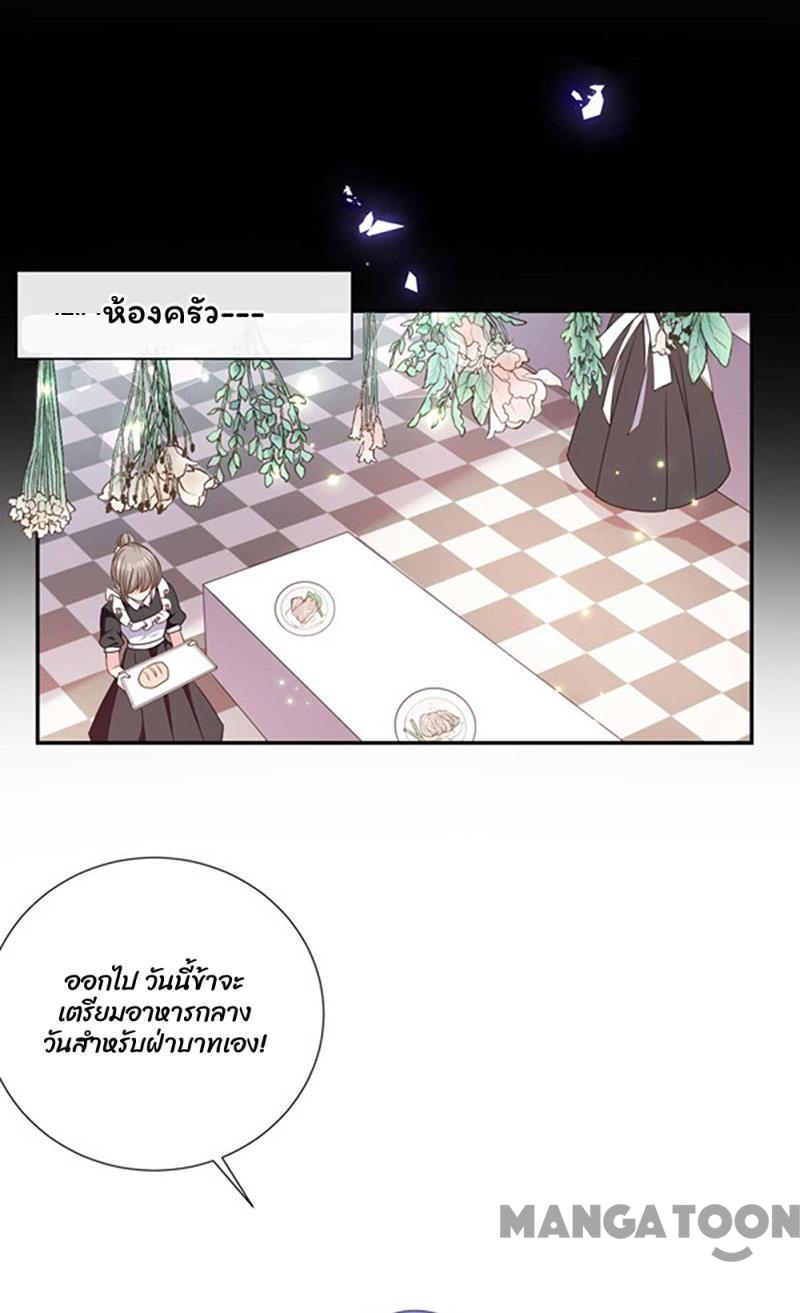 ห้องครัว---
ออกไป วันนี้ข้าจะ
เตรียมอาหารกลาง
วันสำหรับฝ่าบาทเอง!
MANGATOON